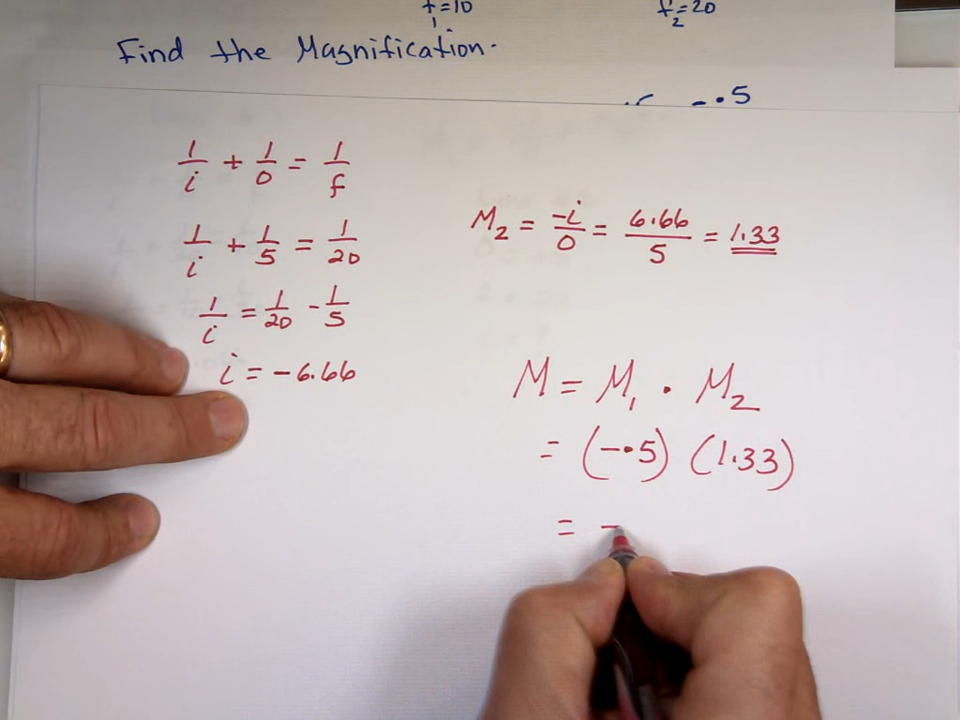 f₁=10
f₂=20
Find the Magnification.
-.5
1/i + 1/o = 1/f
1/i + 1/5 = 1/20
1/i = 1/20 - 1/5
i = -6.66
M₂ = -i/o = 6.66/5 = 1.33
M = M₁ · M₂
= (-.5) (1.33)
= -